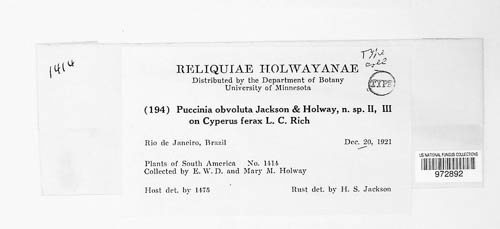 1414
Type
coll
RELIQUIAE HOLWAYANAE
Distributed by the Department of Botany
University of Minnesota
TYPE
(194) Puccinia obvoluta Jackson & Holway, n. sp. II, III
on Cyperus ferax L. C. Rich
Rio de Janeiro, Brazil Dec. 20, 1921
Plants of South America No. 1414
Collected by E. W. D. and Mary M. Holway
Host det. by 1475 Rust det. by H. S. Jackson
US NATIONAL FUNGUS COLLECTIONS
972892